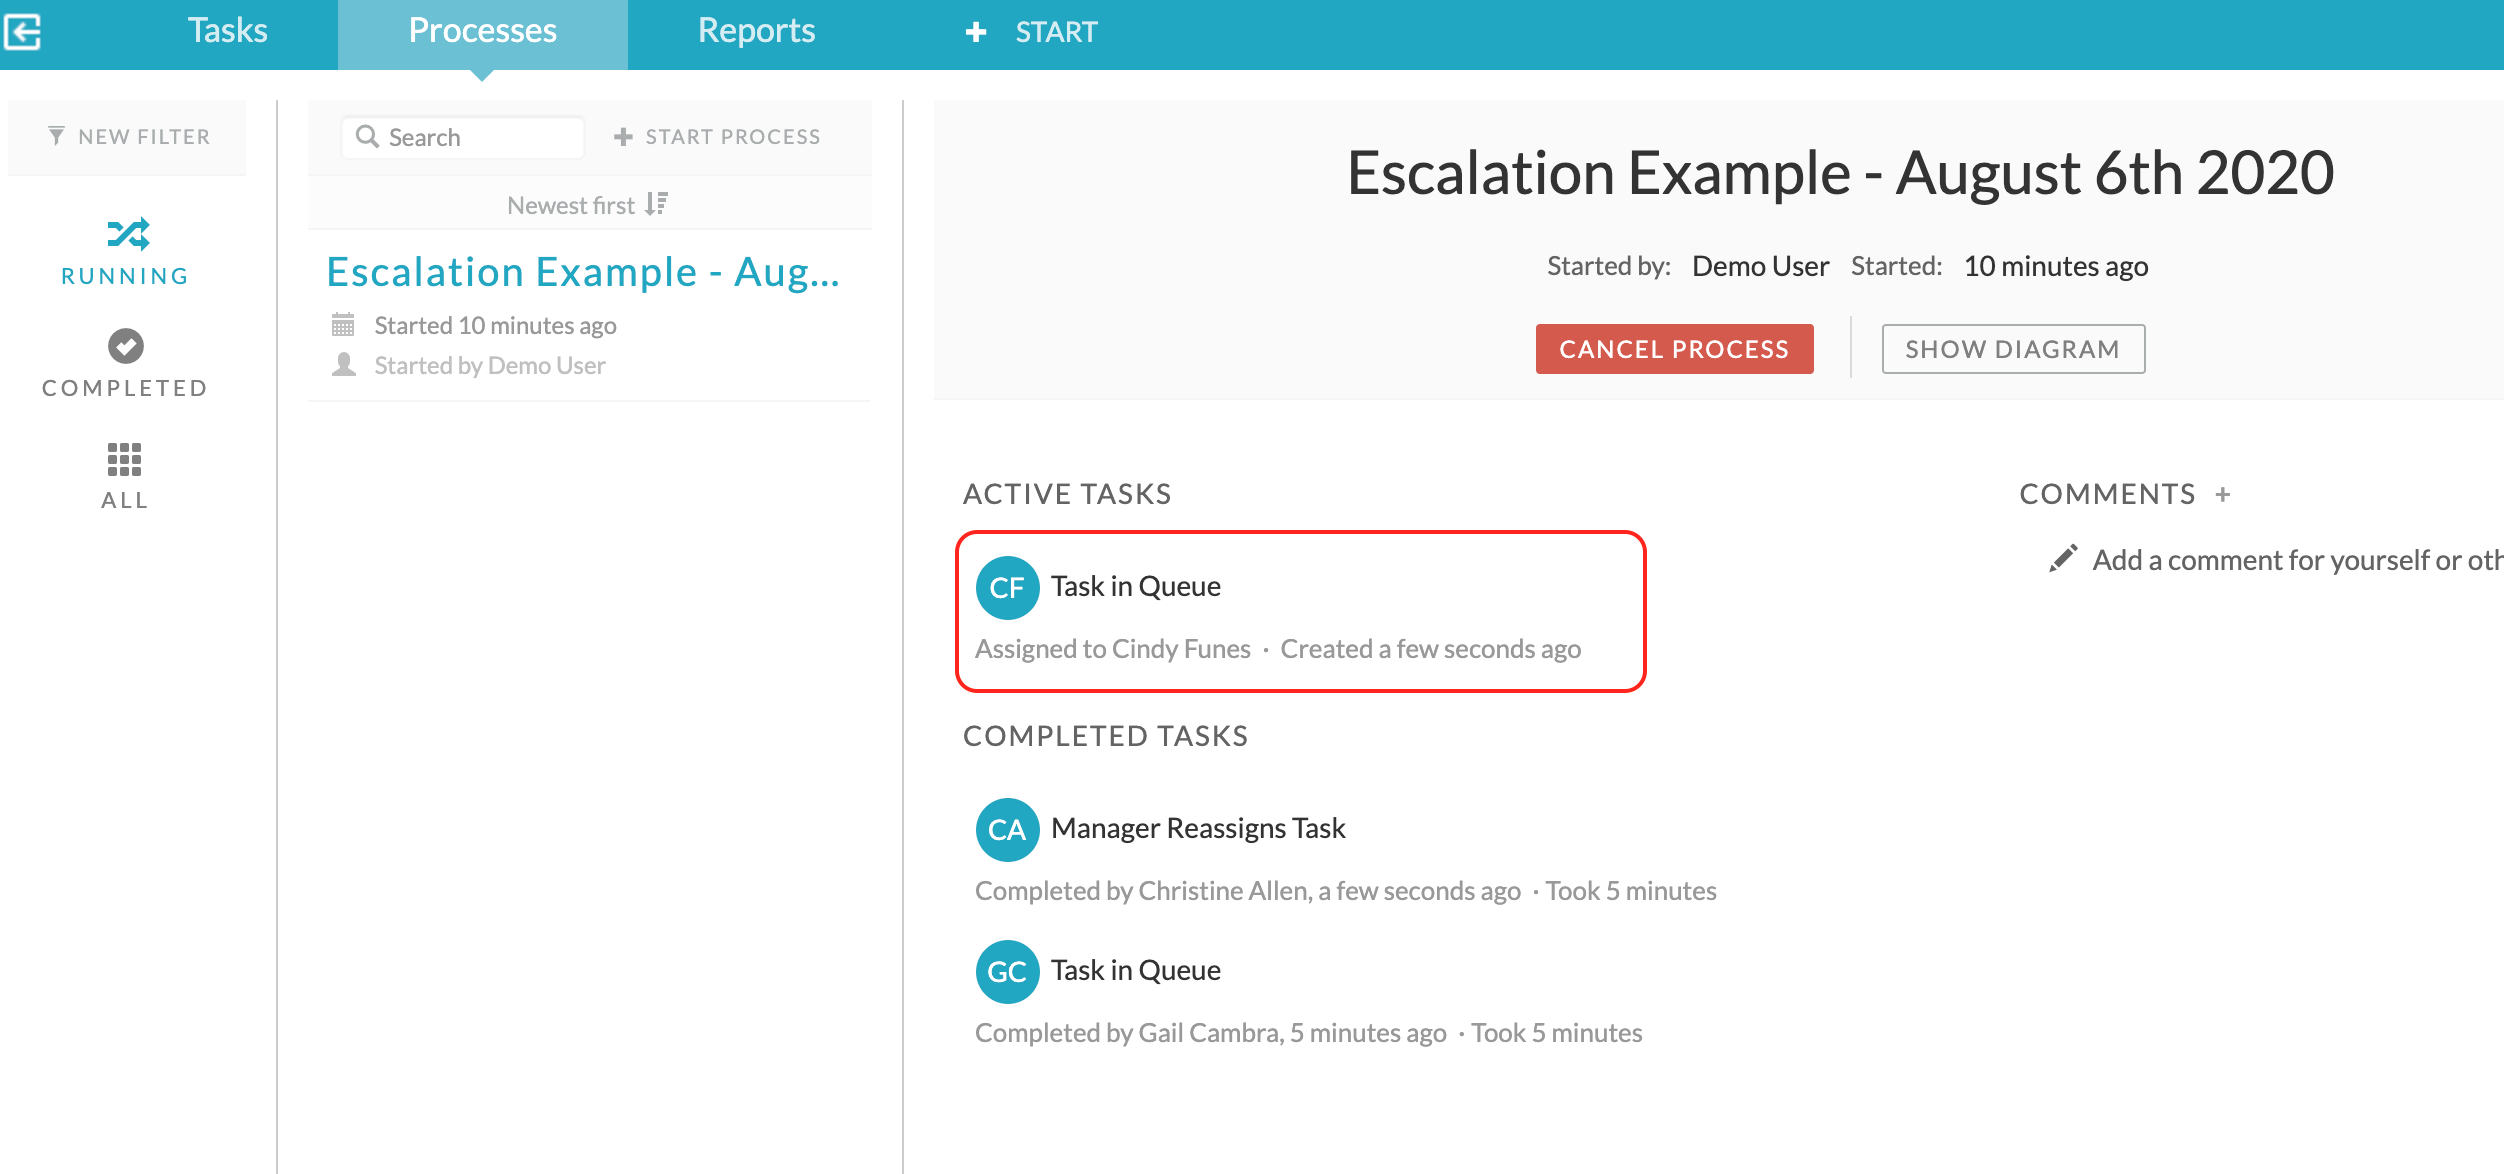 Tasks
Processes
Reports
START
NEW FILTER
RUNNING
COMPLETED
ALL
Search
START PROCESS
Newest first
Escalation Example - Aug...
Started 10 minutes ago
Started by Demo User
Escalation Example - August 6th 2020
Started by: Demo User Started: 10 minutes ago
CANCEL PROCESS
SHOW DIAGRAM
ACTIVE TASKS
CF Task in Queue
Assigned to Cindy Funes · Created a few seconds ago
COMPLETED TASKS
CA Manager Reassigns Task
Completed by Christine Allen, a few seconds ago · Took 5 minutes
GC Task in Queue
Completed by Gail Cambra, 5 minutes ago · Took 5 minutes
COMMENTS +
Add a comment for yourself or oth